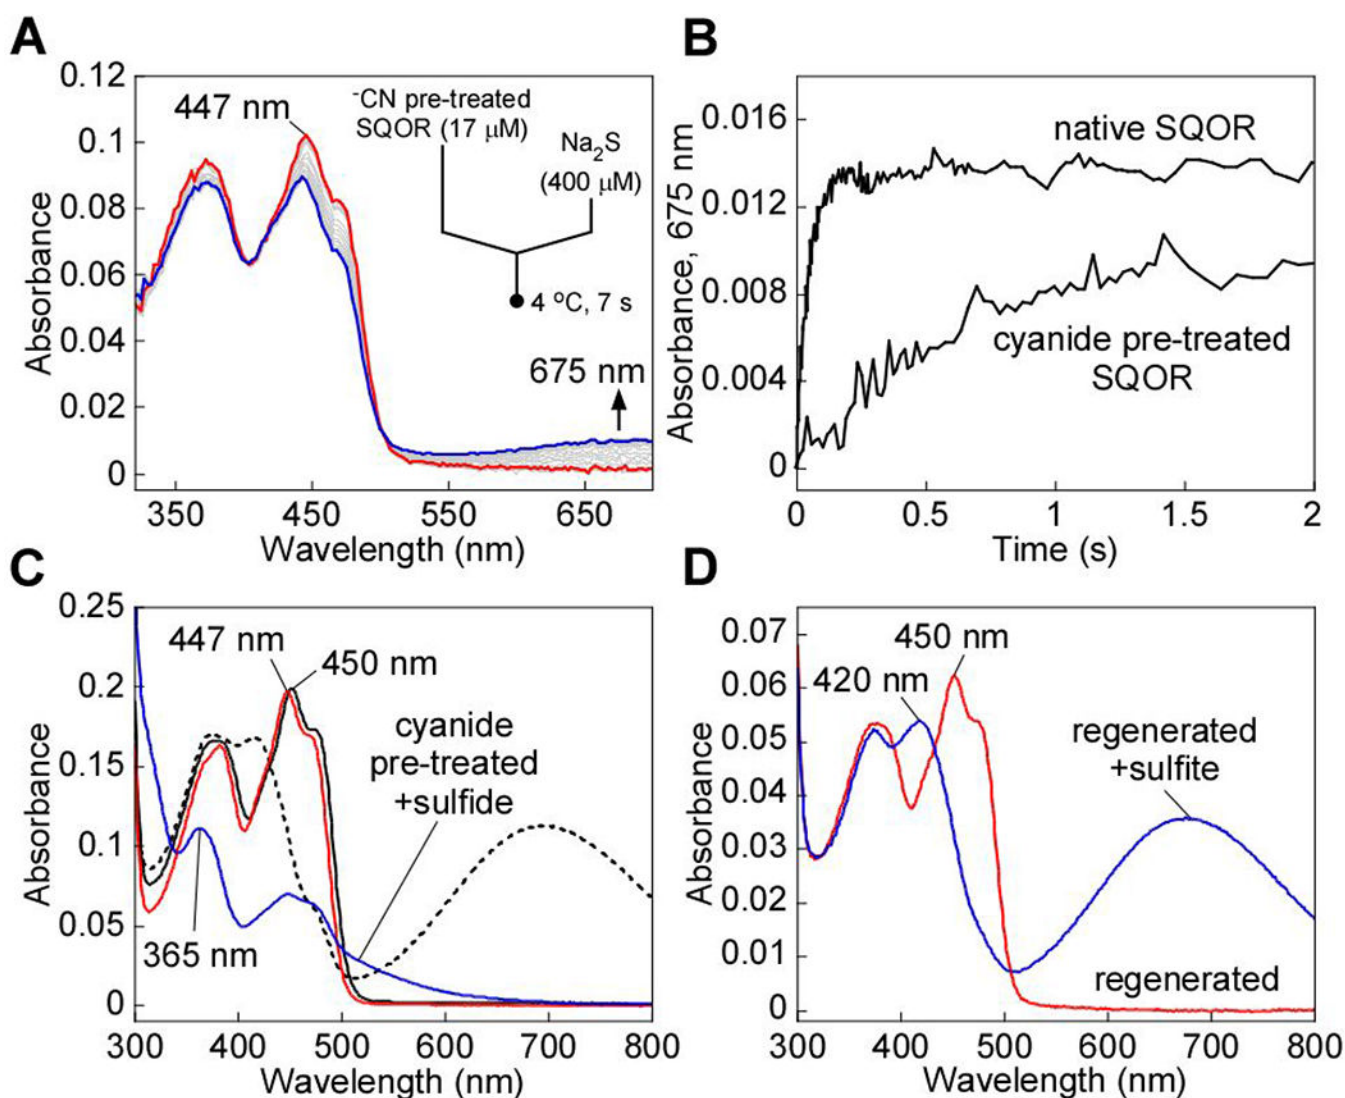 A
0.12
0.1
0.08
0.06
0.04
0.02
0
Absorbance
447 nm
-CN pre-treated
SQOR (17 µM)
Na2S
(400 µM)
4 ºC, 7 s
675 nm
350 450 550 650
Wavelength (nm)
B
0.016
0.012
0.008
0.004
0
Absorbance, 675 nm
native SQOR
cyanide pre-treated
SQOR
0 0.5 1 1.5 2
Time (s)
C
0.25
0.2
0.15
0.1
0.05
0
Absorbance
447 nm
450 nm
cyanide
pre-treated
+sulfide
365 nm
300 400 500 600 700 800
Wavelength (nm)
D
0.07
0.06
0.05
0.04
0.03
0.02
0.01
0
Absorbance
450 nm
420 nm
regenerated
+sulfite
regenerated
300 400 500 600 700 800
Wavelength (nm)